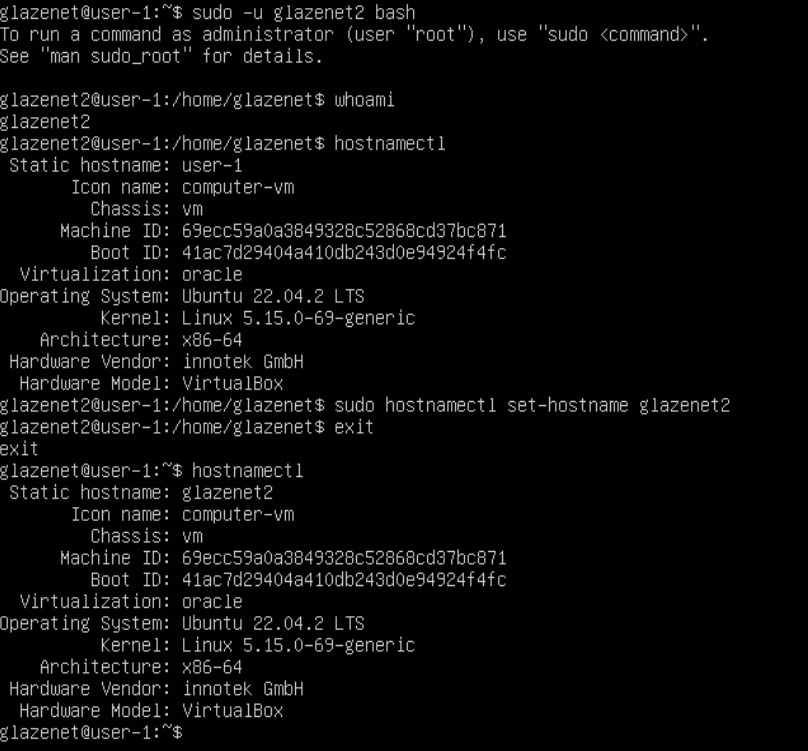 glazenet@user-1:~$ sudo -u glazenet2 bash
To run a command as administrator (user "root"), use "sudo <command>".
See "man sudo_root" for details.

glazenet2@user-1:/home/glazenet$ whoami
glazenet2
glazenet2@user-1:/home/glazenet$ hostnamectl
 Static hostname: user-1
       Icon name: computer-vm
         Chassis: vm
      Machine ID: 69ecc59a0a3849328c52868cd37bc871
         Boot ID: 41ac7d29404a410db243d0e94924f4fc
  Virtualization: oracle
Operating System: Ubuntu 22.04.2 LTS
          Kernel: Linux 5.15.0-69-generic
    Architecture: x86-64
 Hardware Vendor: innotek GmbH
  Hardware Model: VirtualBox
glazenet2@user-1:/home/glazenet$ sudo hostnamectl set-hostname glazenet2
glazenet2@user-1:/home/glazenet$ exit
exit
glazenet@user-1:~$ hostnamectl
 Static hostname: glazenet2
       Icon name: computer-vm
         Chassis: vm
      Machine ID: 69ecc59a0a3849328c52868cd37bc871
         Boot ID: 41ac7d29404a410db243d0e94924f4fc
  Virtualization: oracle
Operating System: Ubuntu 22.04.2 LTS
          Kernel: Linux 5.15.0-69-generic
    Architecture: x86-64
 Hardware Vendor: innotek GmbH
  Hardware Model: VirtualBox
glazenet@user-1:~$